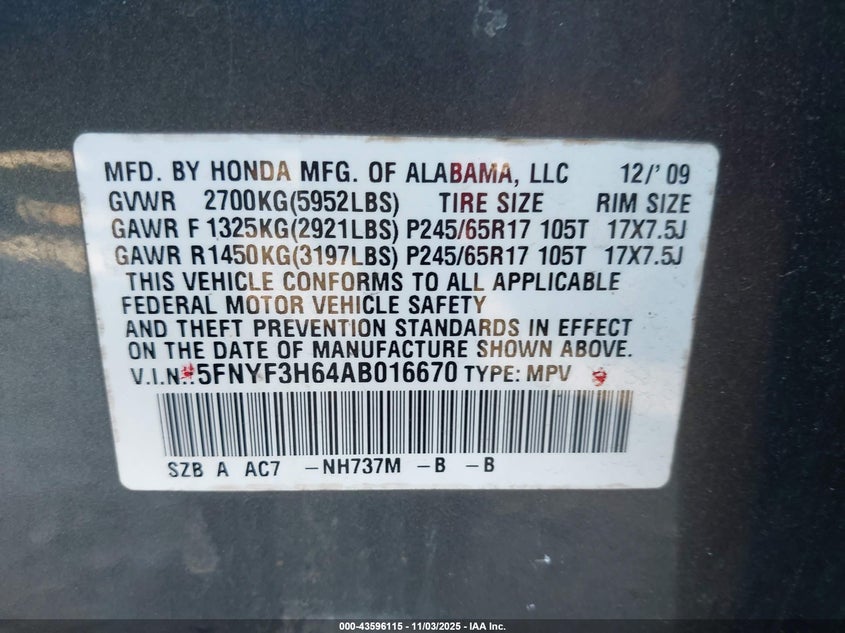 MFD. BY HONDA MFG. OF ALABAMA, LLC 12/'09
GVWR 2700KG(5952LBS) TIRE SIZE RIM SIZE
GAWR F 1325KG(2921LBS) P245/65R17 105T 17X7.5J
GAWR R1450KG(3197LBS) P245/65R17 105T 17X7.5J
THIS VEHICLE CONFORMS TO ALL APPLICABLE
FEDERAL MOTOR VEHICLE SAFETY
AND THEFT PREVENTION STANDARDS IN EFFECT
ON THE DATE OF MANUFACTURE SHOWN ABOVE.
V.I.N.:5FNYF3H64AB016670 TYPE: MPV
SZB A AC7 -NH737M -B -B
000-43596115 - 11/03/2025 - IAA Inc.